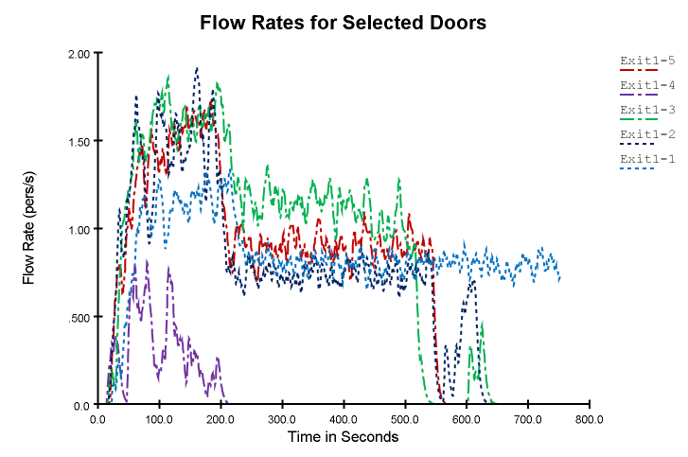 Flow Rates for Selected Doors
2.00
1.50
1.00
.500
0.0
Flow Rate (pers/s)
0.0 100.0 200.0 300.0 400.0 500.0 600.0 700.0 800.0
Time in Seconds
Exit1-5
Exit1-4
Exit1-3
Exit1-2
Exit1-1